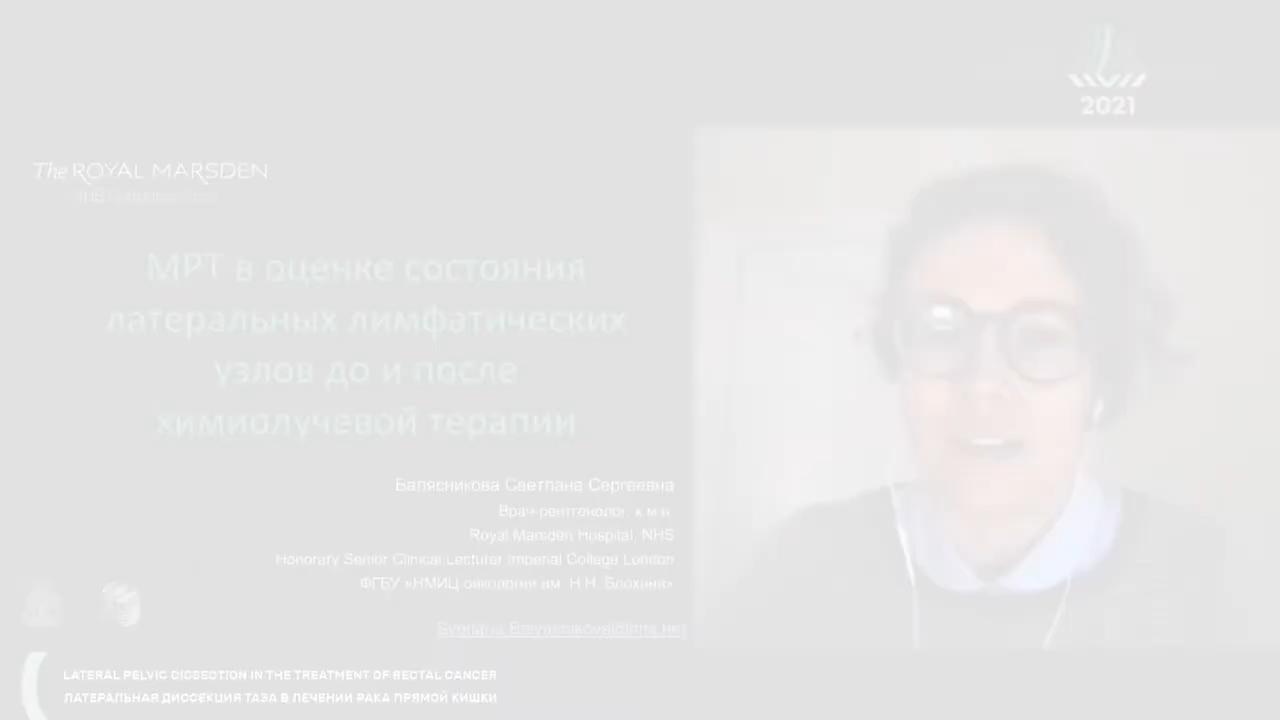 2021
The ROYAL MARSDEN
МРТ в оценке состояния
латеральных лимфатических
узлов до и после
химиолучевой терапии
Балясникова Светлана Сергеевна
Врач-рентгенолог, к.м.н.
Royal Marsden Hospital, NHS
Honorary Senior Clinical Lecturer Imperial College London
ФГБУ «НМИЦ онкологии им. Н.Н. Блохина»
LATERAL PELVIC DISSECTION IN THE TREATMENT OF RECTAL CANCER
ЛАТЕРАЛЬНАЯ ДИССЕКЦИЯ ТАЗА В ЛЕЧЕНИИ РАКА ПРЯМОЙ КИШКИ